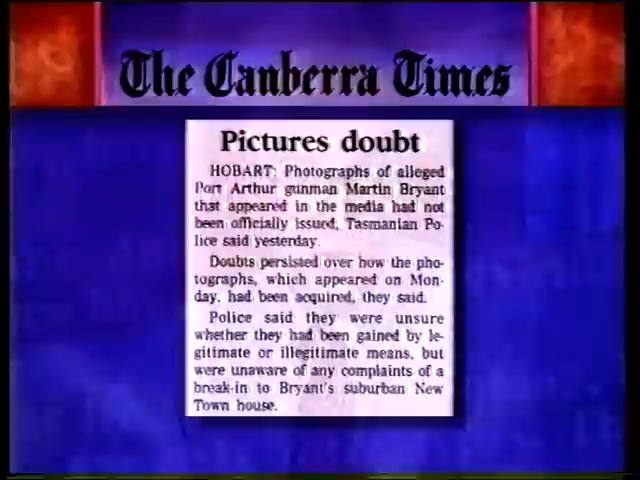 The Canberra Times
Pictures doubt
HOBART: Photographs of alleged
Port Arthur gunman Martin Bryant
that appeared in the media had not
been officially issued, Tasmanian Po-
lice said yesterday.
Doubts persisted over how the pho-
tographs, which appeared on Mon-
day, had been acquired, they said.
Police said they were unsure
whether they had been gained by le-
gitimate or illegitimate means, but
were unaware of any complaints of a
break-in to Bryant's suburban New
Town house.